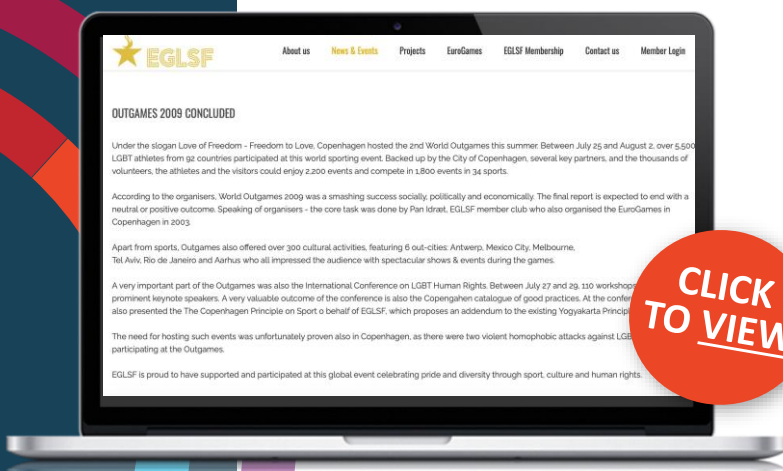 EGLSF
About us News & Events Projects EuroGames EGLSF Membership Contact us Member Login
OUTGAMES 2009 CONCLUDED
Under the slogan Love of Freedom - Freedom to Love, Copenhagen hosted the 2nd World Outgames this summer. Between July 25 and August 2, over 5,500
LGBT athletes from 92 countries participated at this world sporting event. Backed up by the City of Copenhagen, several key partners, and the thousands of
volunteers, the athletes and the visitors could enjoy 2,200 events and compete in 1,800 events in 34 sports.
According to the organisers, World Outgames 2009 was a smashing success socially, politically and economically. The final report is expected to end with a
neutral or positive outcome. Speaking of organisers - the core task was done by Pan Idræt, EGLSF member club who also organised the EuroGames in
Copenhagen in 2003.
Apart from sports, Outgames also offered over 300 cultural activities, featuring 6 out-cities: Antwerp, Mexico City, Melbourne,
Tel Aviv, Rio de Janeiro and Aarhus who all impressed the audience with spectacular shows & events during the games.
A very important part of the Outgames was also the International Conference on LGBT Human Rights. Between July 27 and 29, 110 workshops
prominent keynote speakers. A very valuable outcome of the conference is also the Copengahen catalogue of good practices. At the confer
also presented the The Copenhagen Principle on Sport o behalf of EGLSF, which proposes an addendum to the existing Yogyakarta Princip
The need for hosting such events was unfortunately proven also in Copenhagen, as there were two violent homophobic attacks against LGB
participating at the Outgames.
EGLSF is proud to have supported and participated at this global event celebrating pride and diversity through sport, culture and human rights.
CLICK
TO VIEW